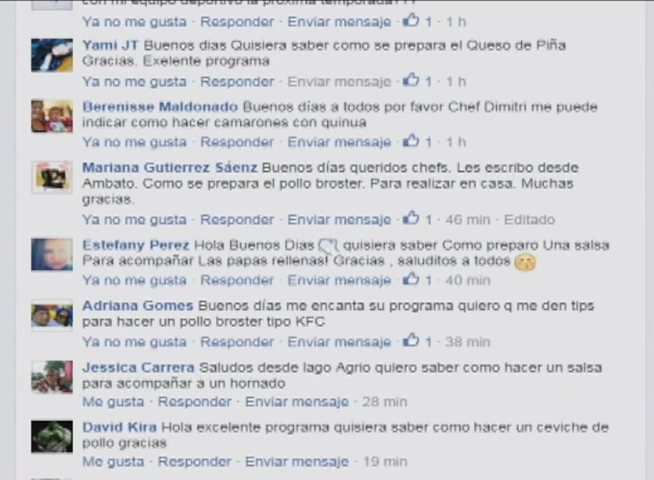 con mi equipo deportivo la próxima temporada???
Ya no me gusta · Responder · Enviar mensaje · 1 · 1 h
Yami JT Buenos dias Quisiera saber como se prepara el Queso de Piña
Gracias. Exelente programa
Ya no me gusta · Responder · Enviar mensaje · 1 · 1 h
Berenisse Maldonado Buenos días a todos por favor Chef Dimitri me puede
indicar como hacer camarones con quinua
Ya no me gusta · Responder · Enviar mensaje · 1 · 1 h
Mariana Gutierrez Sáenz Buenos días queridos chefs. Les escribo desde
Ambato. Como se prepara el pollo broster. Para realizar en casa. Muchas
gracias.
Ya no me gusta · Responder · Enviar mensaje · 1 · 46 min · Editado
Estefany Perez Hola Buenos Dias quisiera saber Como preparo Una salsa
Para acompañar Las papas rellenas! Gracias , saluditos a todos
Ya no me gusta · Responder · Enviar mensaje · 1 · 40 min
Adriana Gomes Buenos días me encanta su programa quiero q me den tips
para hacer un pollo broster tipo KFC
Ya no me gusta · Responder · Enviar mensaje · 1 · 38 min
Jessica Carrera Saludos desde lago Agrio quiero saber como hacer un salsa
para acompañar a un hornado
Me gusta · Responder · Enviar mensaje · 28 min
David Kira Hola excelente programa quisiera saber como hacer un ceviche de
pollo gracias
Me gusta · Responder · Enviar mensaje · 19 min